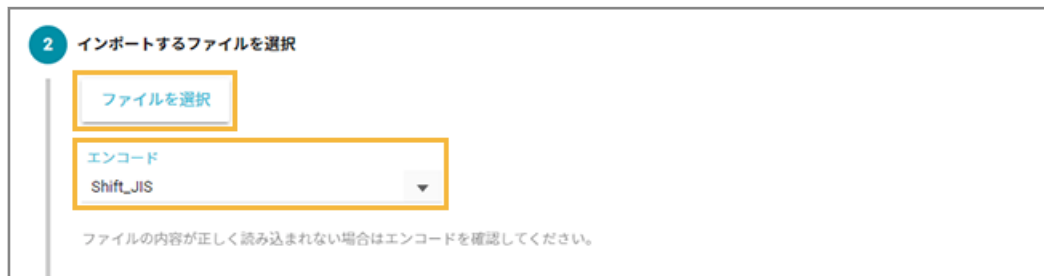 2 インポートするファイルを選択
ファイルを選択
エンコード
Shift_JIS
ファイルの内容が正しく読み込まれない場合はエンコードを確認してください。